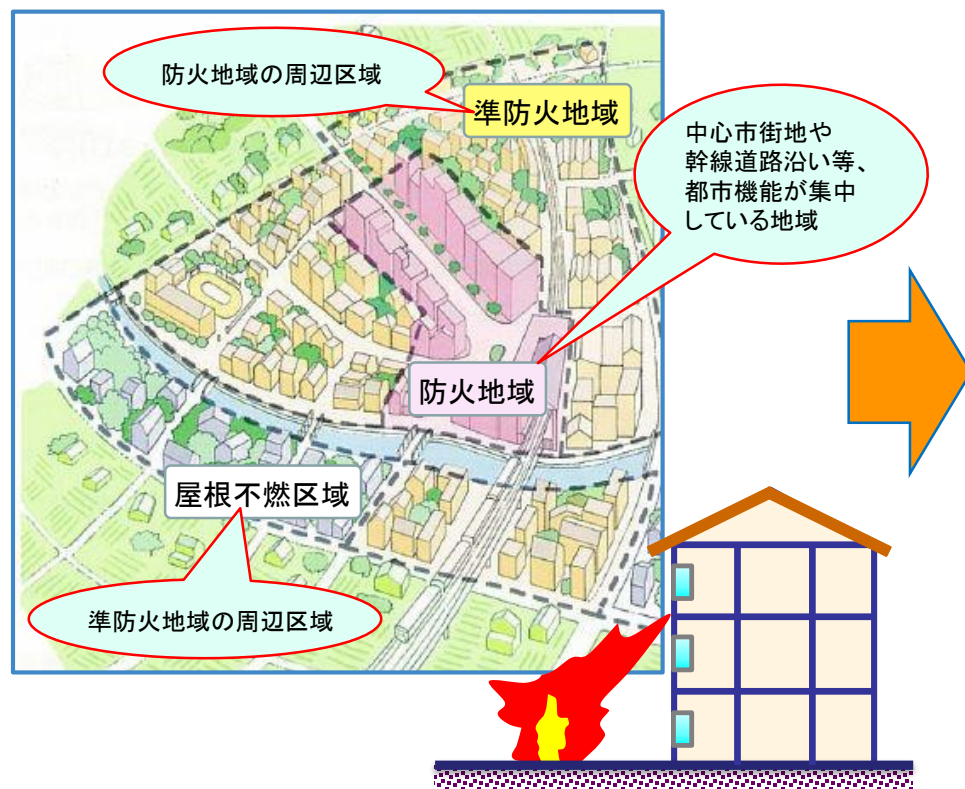 防火地域の周辺区域
準防火地域
中心市街地や
幹線道路沿い等、
都市機能が集中
している地域
防火地域
屋根不燃区域
準防火地域の周辺区域